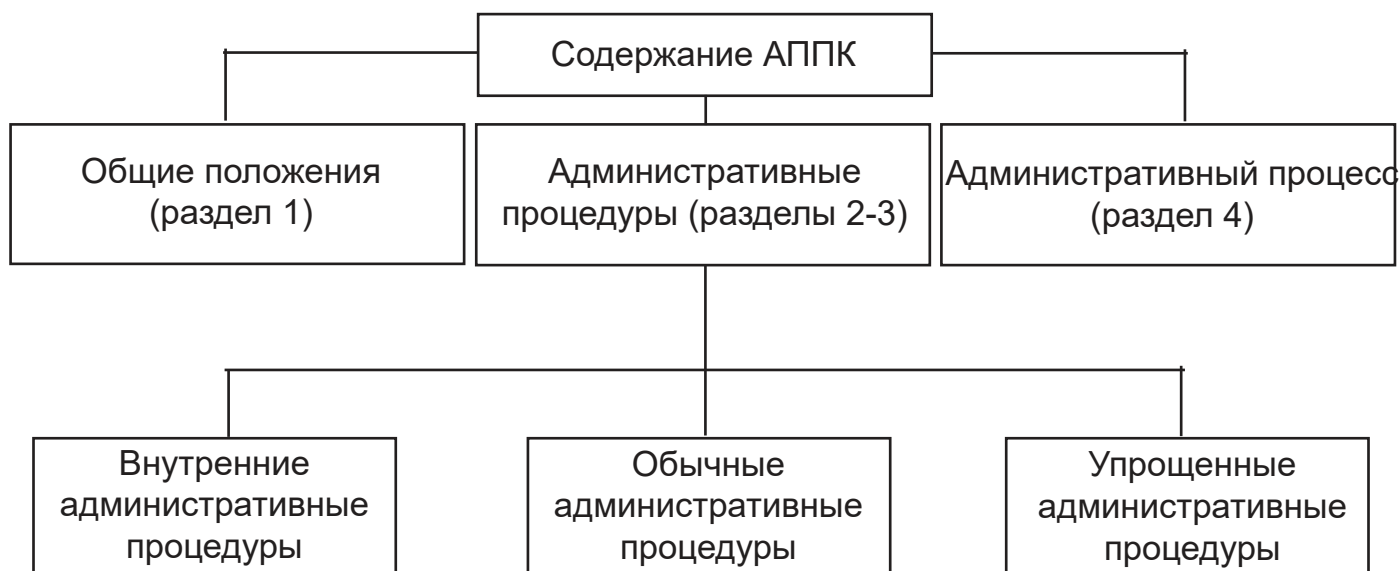 Содержание АППК
Общие положения
(раздел 1)
Административные
процедуры (разделы 2-3)
Административный процесс
(раздел 4)
Внутренние
административные
процедуры
Обычные
административные
процедуры
Упрощенные
административные
процедуры